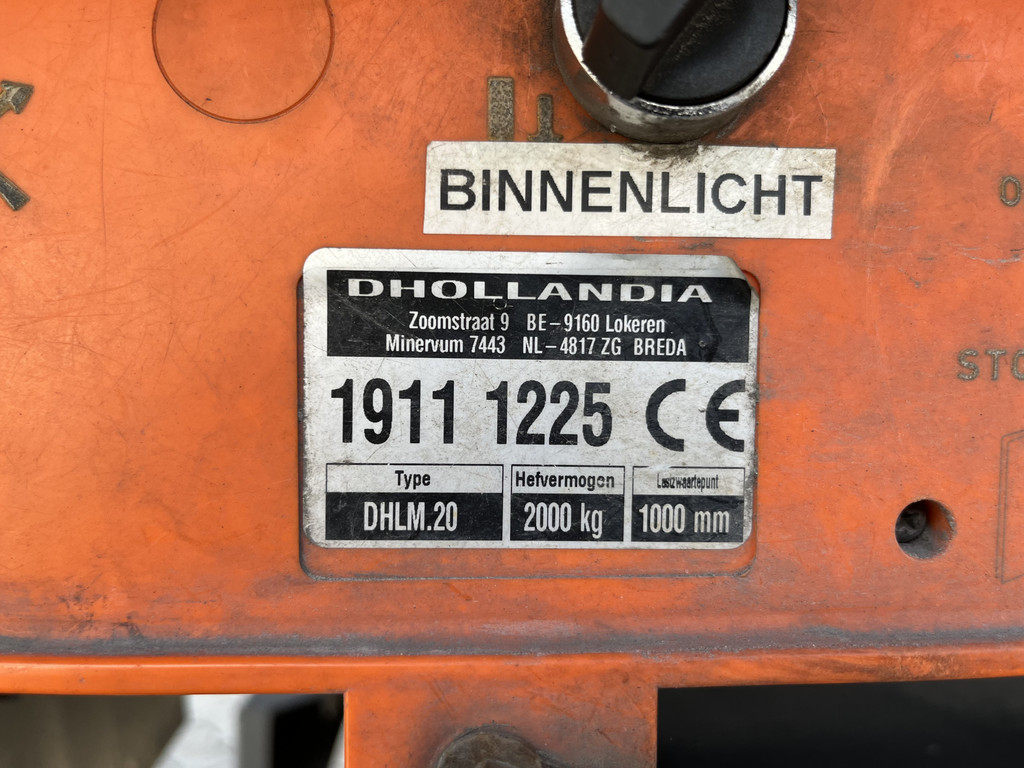 BINNENLICHT
DHOLLANDIA
Zoomstraat 9 BE-9160 Lokeren
Minervum 7443 NL-4817 ZG BREDA
1911 1225 CE
Type Hefvermogen Lastzwaartepunt
DHLM.20 2000 kg 1000 mm